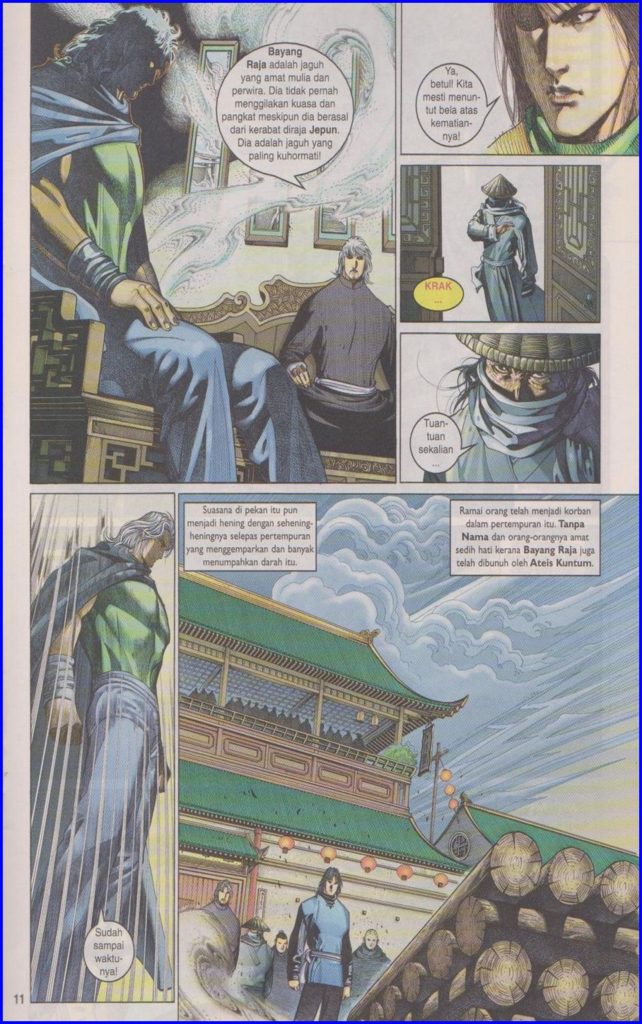 Bayang
Raja adalah jaguh
yang amat mulia dan
perwira. Dia tidak pernah
menggilakan kuasa dan
pangkat meskipun dia berasal
dari kerabat diraja Jepun.
Dia adalah jaguh yang
paling kuhormati!
Ya,
betul! Kita
mesti menun-
tut bela atas
kematian-
nya!
KRAK
...
Tuan-
tuan
sekalian
...
Sudah
sampai
waktu-
nya!
Suasana di pekan itu pun
menjadi hening dengan sehening-
heningnya selepas pertempuran
yang menggemparkan dan banyak
menumpahkan darah itu.
Ramai orang telah menjadi korban
dalam pertempuran itu. Tanpa
Nama dan orang-orangnya amat
sedih hati kerana Bayang Raja juga
telah dibunuh oleh Ateis Kuntum.
11